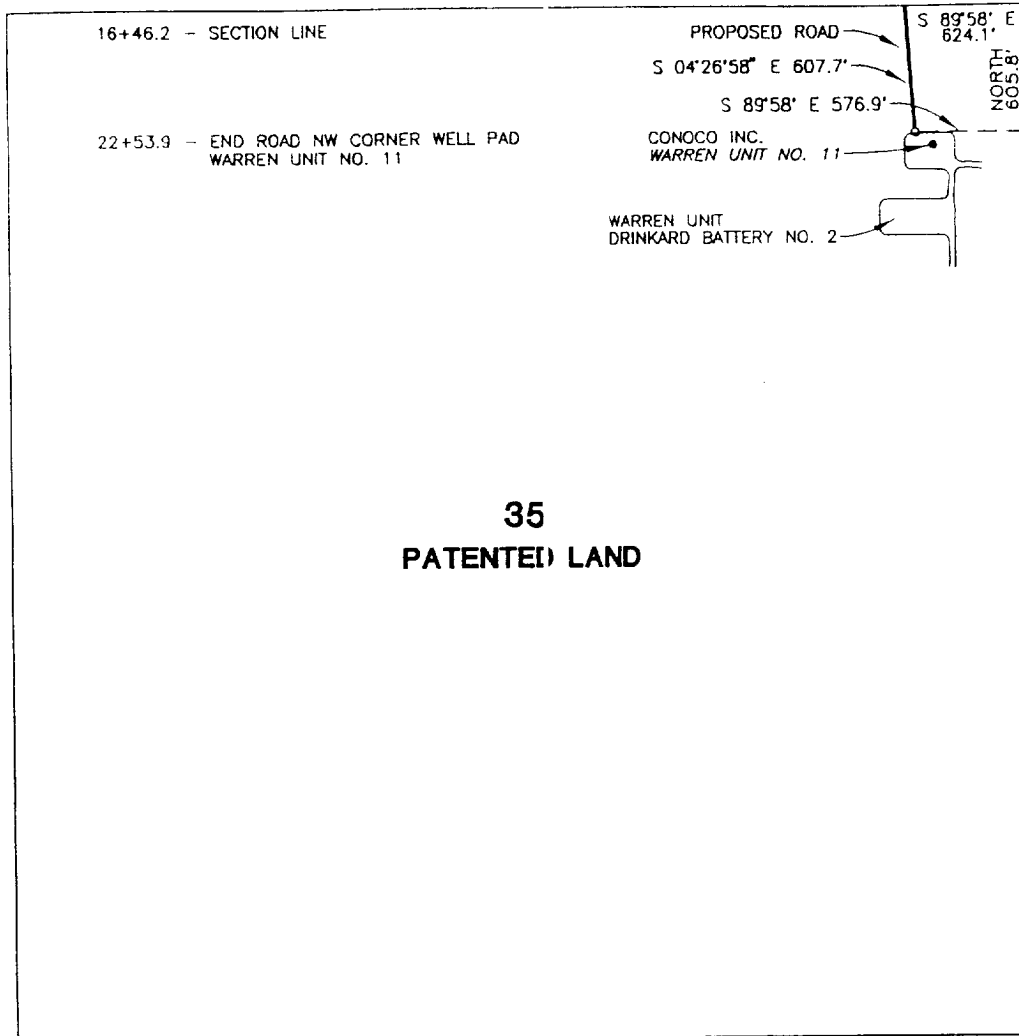 16+46.2 - SECTION LINE
PROPOSED ROAD
S 89°58' E
624.1'
S 04°26'58" E 607.7'
NORTH
605.8'
S 89°58' E 576.9'
22+53.9 - END ROAD NW CORNER WELL PAD
WARREN UNIT NO. 11
CONOCO INC.
WARREN UNIT NO. 11
WARREN UNIT
DRINKARD BATTERY NO. 2
35
PATENTED LAND